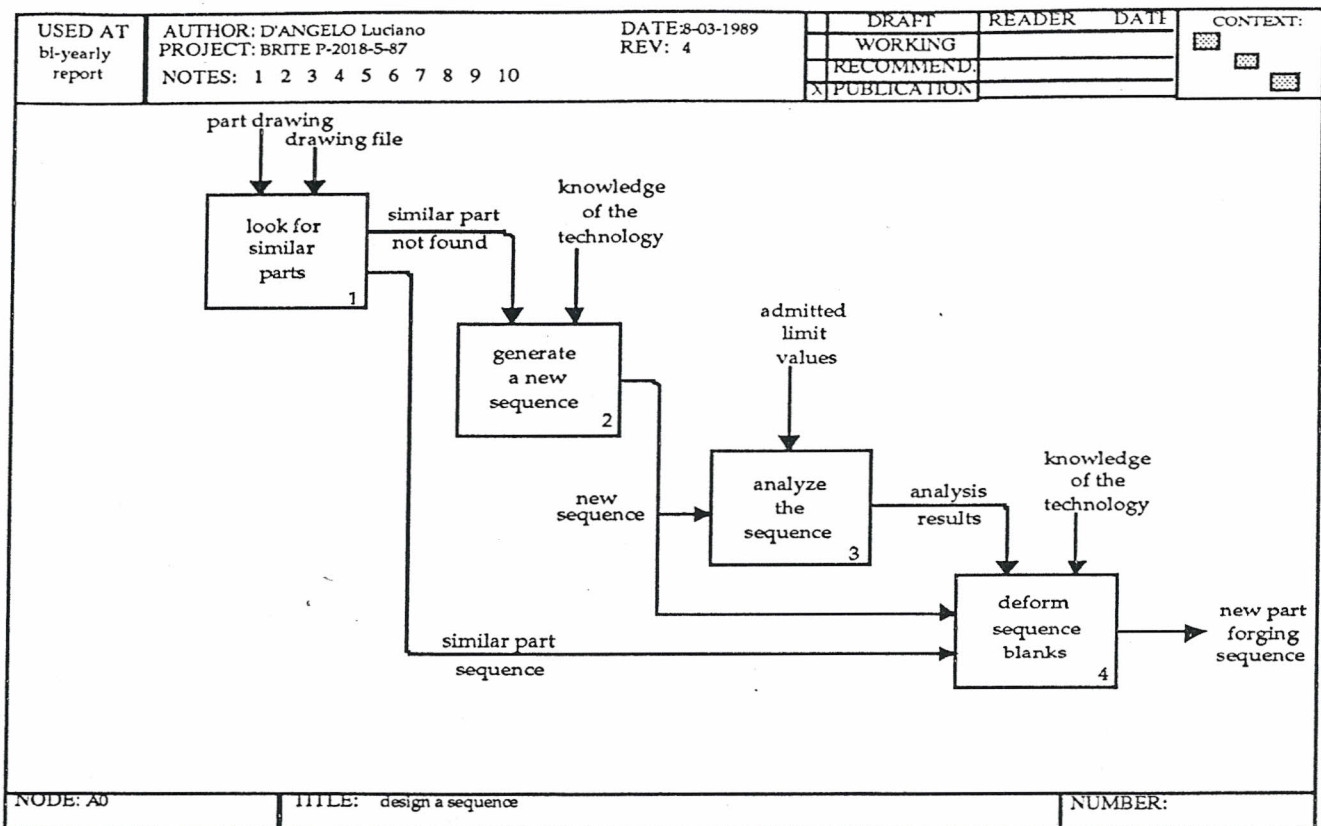 USED AT
bi-yearly
report
AUTHOR: D'ANGELO Luciano
PROJECT: BRITE P-2018-5-87
NOTES: 1 2 3 4 5 6 7 8 9 10
DATE:8-03-1989
REV: 4
DRAFT
WORKING
RECOMMEND.
X PUBLICATION
READER DATE
CONTEXT:
part drawing
drawing file
look for
similar
parts
1
similar part
not found
knowledge
of the
technology
generate
a new
sequence
2
admitted
limit
values
new
sequence
analyze
the
sequence
3
analysis
results
knowledge
of the
technology
deform
sequence
blanks
4
similar part
sequence
new part
forging
sequence
NODE: A0
TITLE: design a sequence
NUMBER: